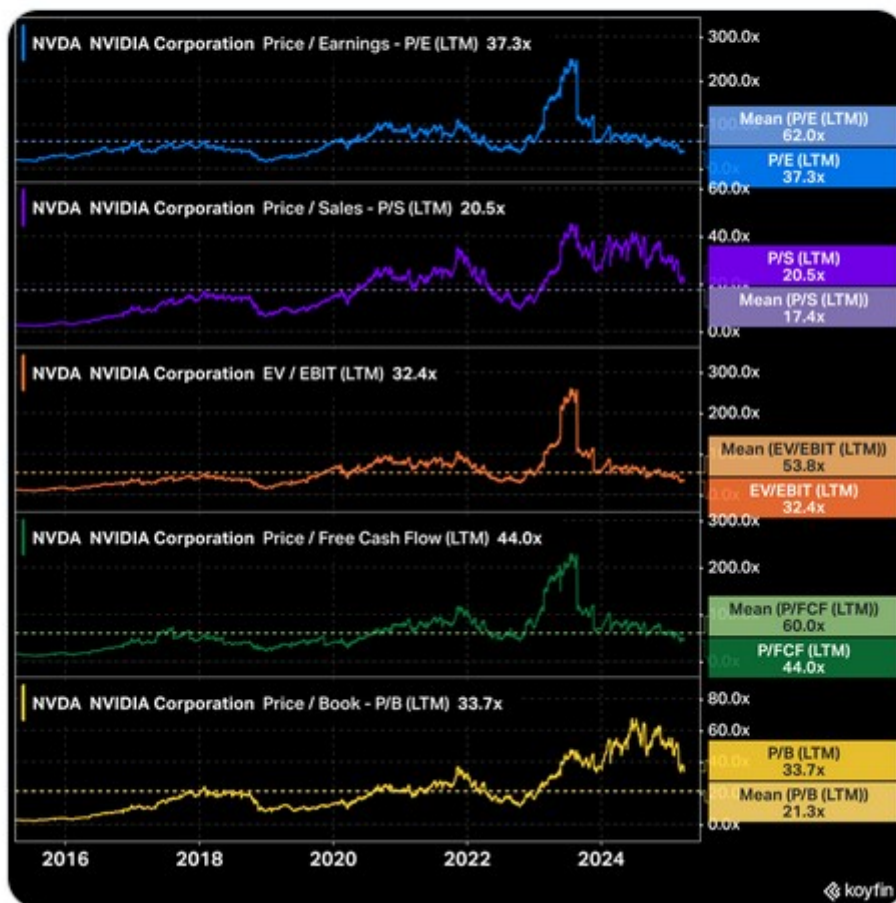 NVDA NVIDIA Corporation Price / Earnings - P/E (LTM) 37.3x
300.0x
200.0x
Mean (P/E (LTM))
62.0x
P/E (LTM)
37.3x
NVDA NVIDIA Corporation Price / Sales - P/S (LTM) 20.5x
60.0x
40.0x
P/S (LTM)
20.5x
Mean (P/S (LTM))
17.4x
0.0x
NVDA NVIDIA Corporation EV / EBIT (LTM) 32.4x
300.0x
200.0x
Mean (EV/EBIT (LTM))
53.8x
EV/EBIT (LTM)
32.4x
NVDA NVIDIA Corporation Price / Free Cash Flow (LTM) 44.0x
300.0x
200.0x
Mean (P/FCF (LTM))
60.0x
P/FCF (LTM)
44.0x
NVDA NVIDIA Corporation Price / Book - P/B (LTM) 33.7x
80.0x
60.0x
P/B (LTM)
33.7x
Mean (P/B (LTM))
21.3x
0.0x
2016 2018 2020 2022 2024
koyfin